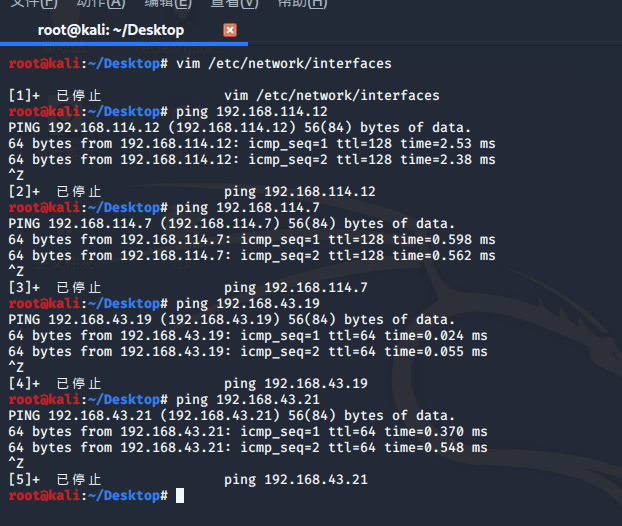 文件(F) 动作(A) 编辑(E) 查看(V) 帮助(H)
root@kali: ~/Desktop
root@kali:~/Desktop# vim /etc/network/interfaces
[1]+ 已停止 vim /etc/network/interfaces
root@kali:~/Desktop# ping 192.168.114.12
PING 192.168.114.12 (192.168.114.12) 56(84) bytes of data.
64 bytes from 192.168.114.12: icmp_seq=1 ttl=128 time=2.53 ms
64 bytes from 192.168.114.12: icmp_seq=2 ttl=128 time=2.38 ms
^Z
[2]+ 已停止 ping 192.168.114.12
root@kali:~/Desktop# ping 192.168.114.7
PING 192.168.114.7 (192.168.114.7) 56(84) bytes of data.
64 bytes from 192.168.114.7: icmp_seq=1 ttl=128 time=0.598 ms
64 bytes from 192.168.114.7: icmp_seq=2 ttl=128 time=0.562 ms
^Z
[3]+ 已停止 ping 192.168.114.7
root@kali:~/Desktop# ping 192.168.43.19
PING 192.168.43.19 (192.168.43.19) 56(84) bytes of data.
64 bytes from 192.168.43.19: icmp_seq=1 ttl=64 time=0.024 ms
64 bytes from 192.168.43.19: icmp_seq=2 ttl=64 time=0.055 ms
^Z
[4]+ 已停止 ping 192.168.43.19
root@kali:~/Desktop# ping 192.168.43.21
PING 192.168.43.21 (192.168.43.21) 56(84) bytes of data.
64 bytes from 192.168.43.21: icmp_seq=1 ttl=64 time=0.370 ms
64 bytes from 192.168.43.21: icmp_seq=2 ttl=64 time=0.548 ms
^Z
[5]+ 已停止 ping 192.168.43.21
root@kali:~/Desktop#